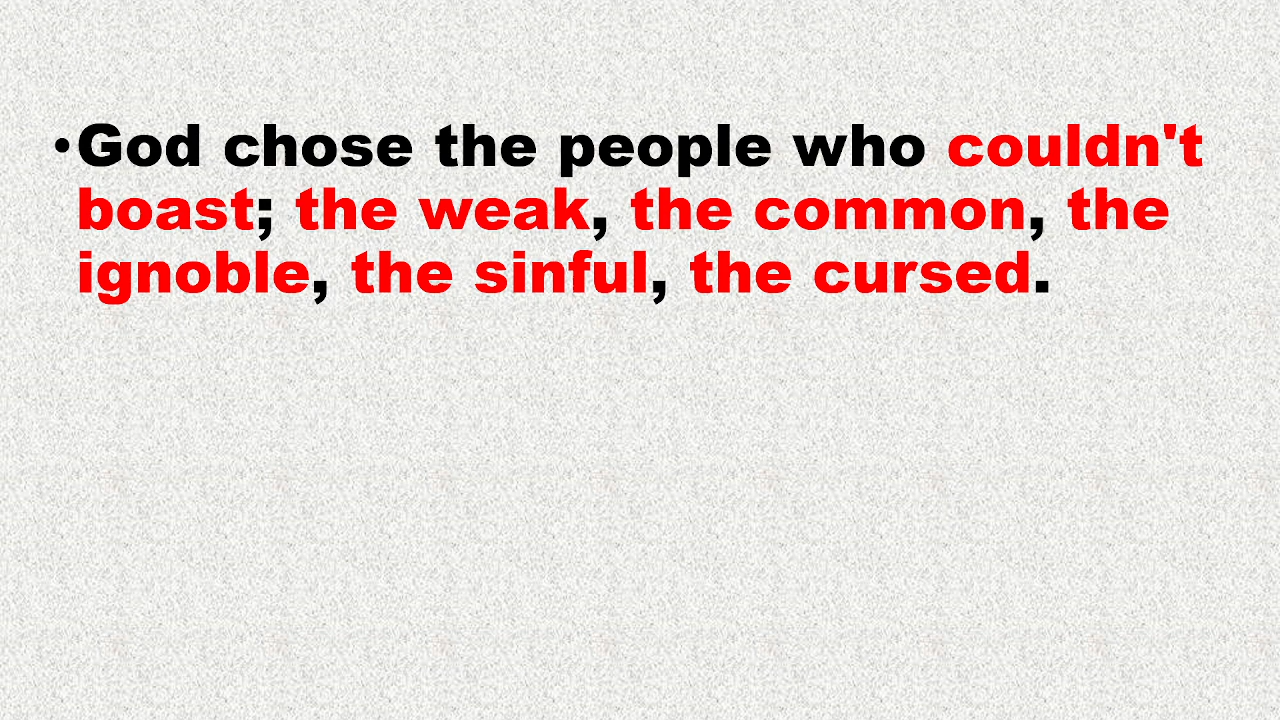 •God chose the people who couldn't
boast; the weak, the common, the
ignoble, the sinful, the cursed.